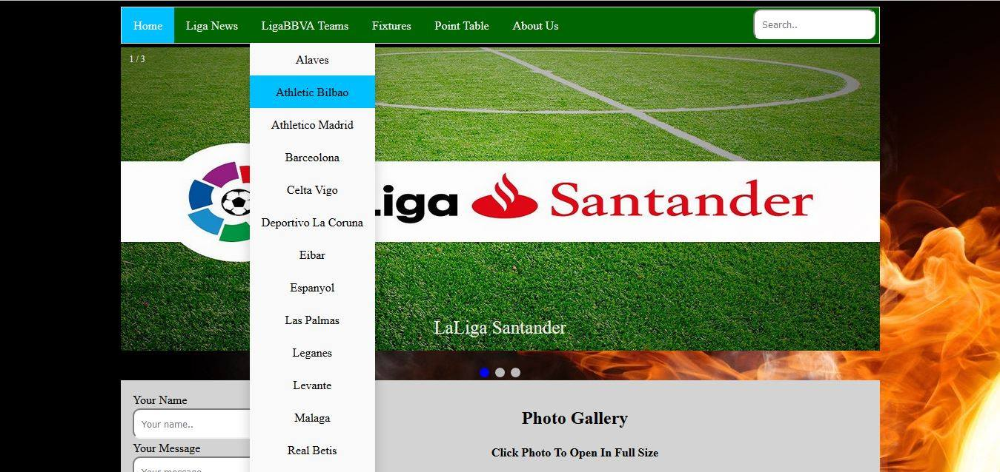 Home Liga News LigaBBVA Teams Fixtures Point Table About Us Search..
1 / 3
Alaves
Athletic Bilbao
Athletico Madrid
Barceolona
Celta Vigo
Deportivo La Coruna
Eibar
Espanyol
Las Palmas
Leganes
Levante
Malaga
Real Betis
Liga Santander
LaLiga Santander
Your Name
Your name..
Your Message
Your message
Photo Gallery
Click Photo To Open In Full Size